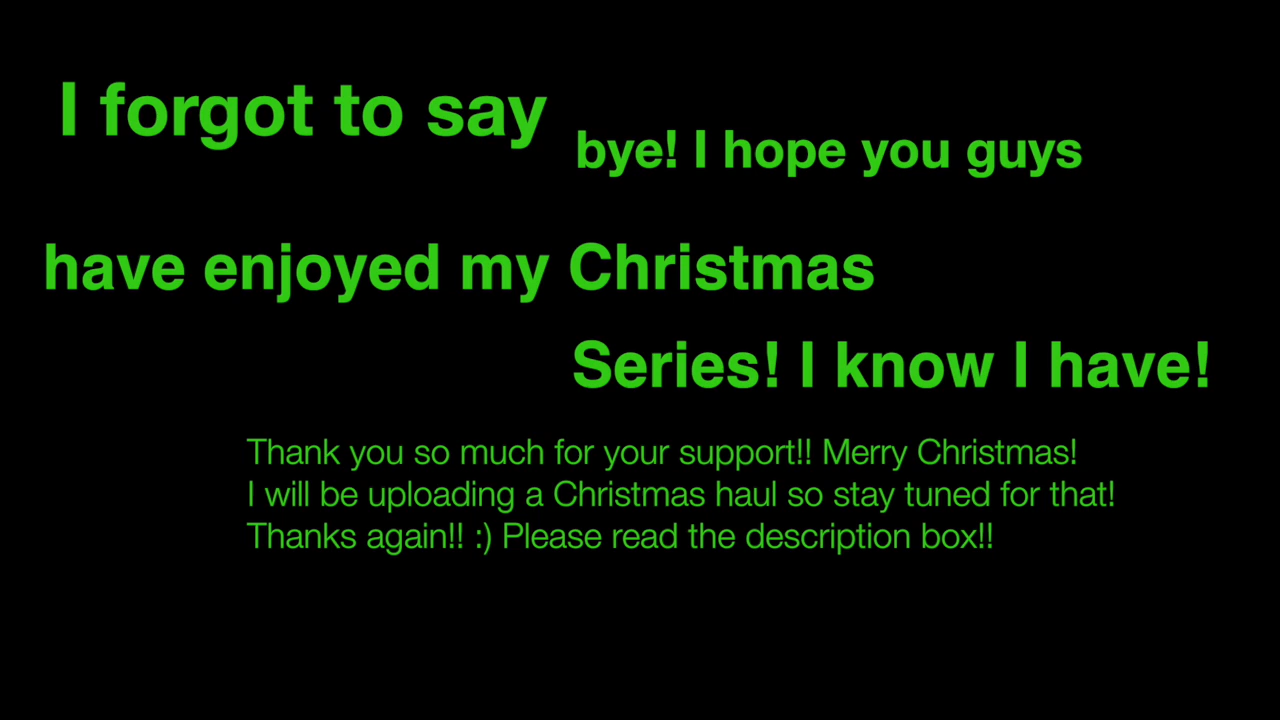 I forgot to say
bye! I hope you guys
have enjoyed my Christmas
Series! I know I have!
Thank you so much for your support!! Merry Christmas!
I will be uploading a Christmas haul so stay tuned for that!
Thanks again!! :) Please read the description box!!